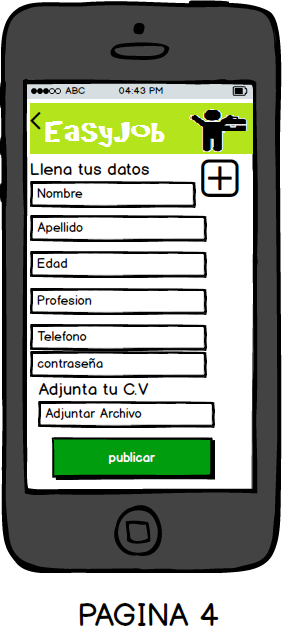 ABC 04:43 PM
EasyJob
Llena tus datos
Nombre
Apellido
Edad
Profesion
Telefono
contraseña
Adjunta tu C.V
Adjuntar Archivo
publicar
PAGINA 4